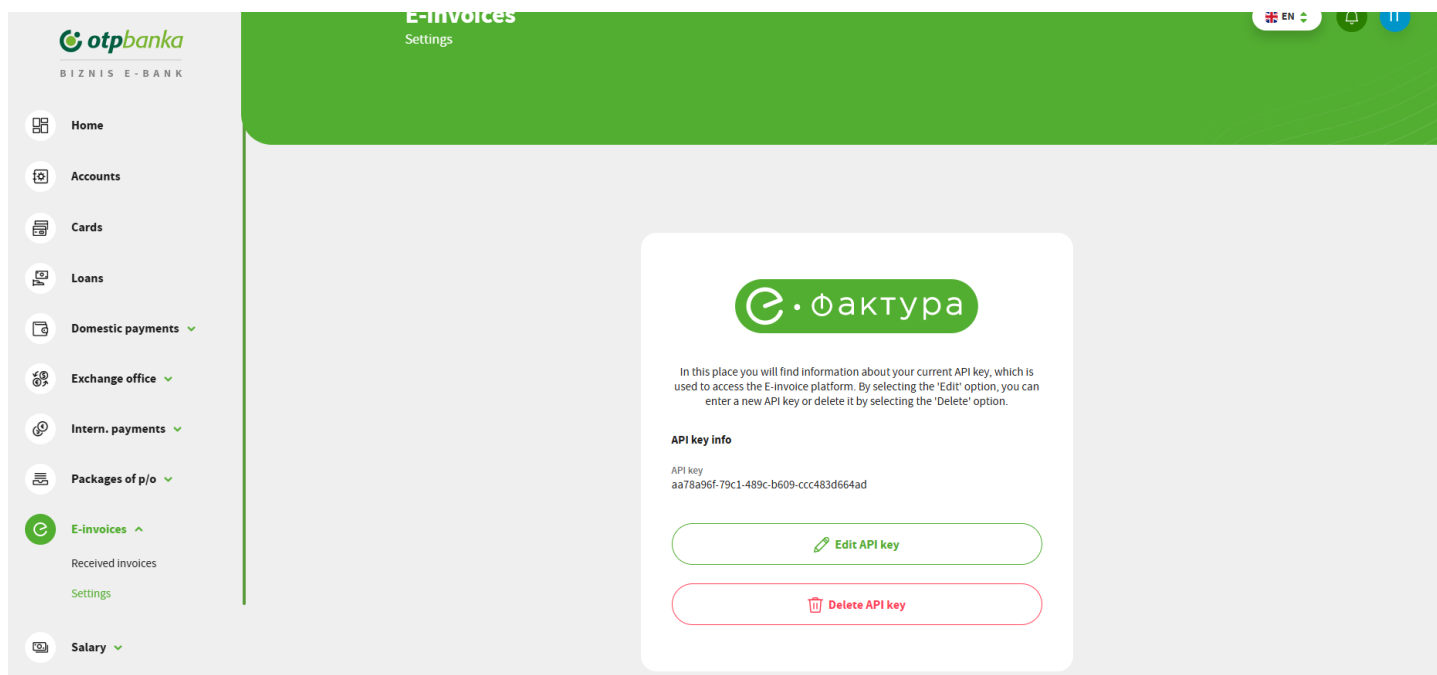 otpbanka
BIZNIS E-BANK
Home
Accounts
Cards
Loans
Domestic payments
Exchange office
Intern. payments
Packages of p/o
E-invoices
Received invoices
Settings
Salary
E-invoices
Settings
EN
е·Фактура
In this place you will find information about your current API key, which is
used to access the E-invoice platform. By selecting the 'Edit' option, you can
enter a new API key or delete it by selecting the 'Delete' option.
API key info
API key
aa78a96f-79c1-489c-b609-ccc483d664ad
Edit API key
Delete API key